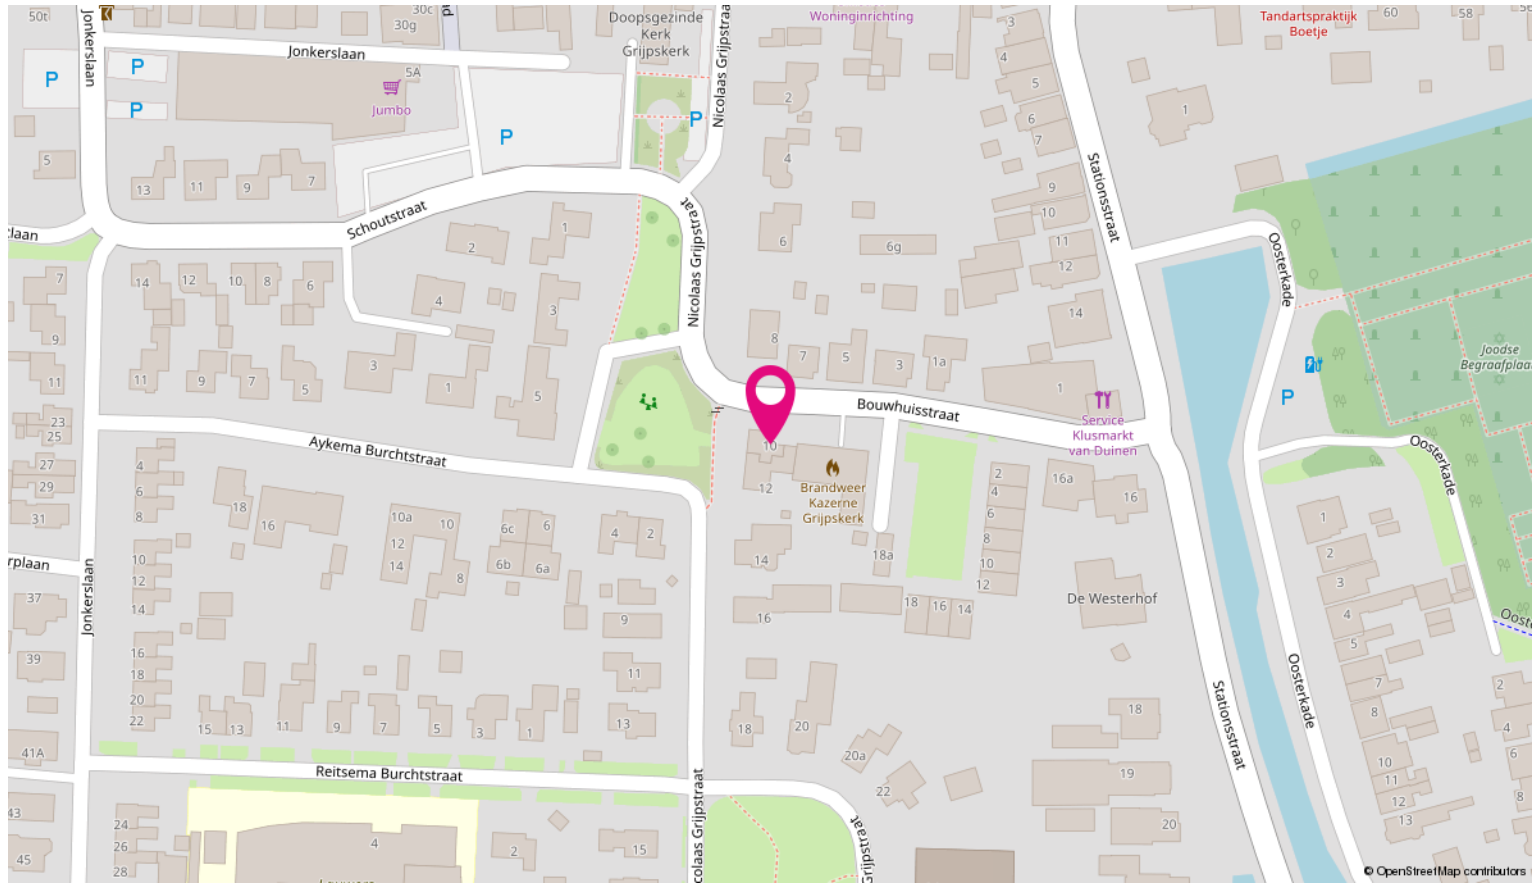 50t
30c
30g
Doopsgezinde
Kerk
Grijpskerk
Woninginrichting
3
Tandartspraktijk
Boetje
60
58
56
Jonkerslaan
Jonkerslaan
Nicolaas Grijpstraat
P
P
P
5A
Jumbo
P
P
2
4
5
6
7
1
5
13
11
9
7
4
Stationsstraat
9
10
11
12
Schoutstraat
claan
2
1
6
6g
Nicolaas Grijpstraat
Oosterkade
7
14
12
10
8
6
4
3
14
9
8
7
5
3
1a
Joodse
Begraafplaats
11
11
9
7
5
3
1
5
1
P
Bouwhuisstraat
Service
Klusmarkt
van Duinen
23
25
Aykema Burchtstraat
10
Oosterkade
27
29
31
4
6
8
18
16
10a
10
12
14
8
6c
6
6b
6a
4
2
12
Brandweer
Kazerne
Grijpskerk
14
18a
2
4
6
8
10
12
16a
16
1
2
3
4
5
7
8
10
11
12
13
rplaan
Jonkerslaan
10
12
14
37
16
18
16
14
De Westerhof
9
39
16
18
20
22
11
13
15
13
11
9
7
5
3
1
18
20
20a
22
18
19
20
Stationsstraat
Oosterkade
2
4
6
8
41A
Reitsema Burchtstraat
Nicolaas Grijpstraat
Grijpstraat
43
45
24
26
28
4
2
15
© OpenStreetMap contributors